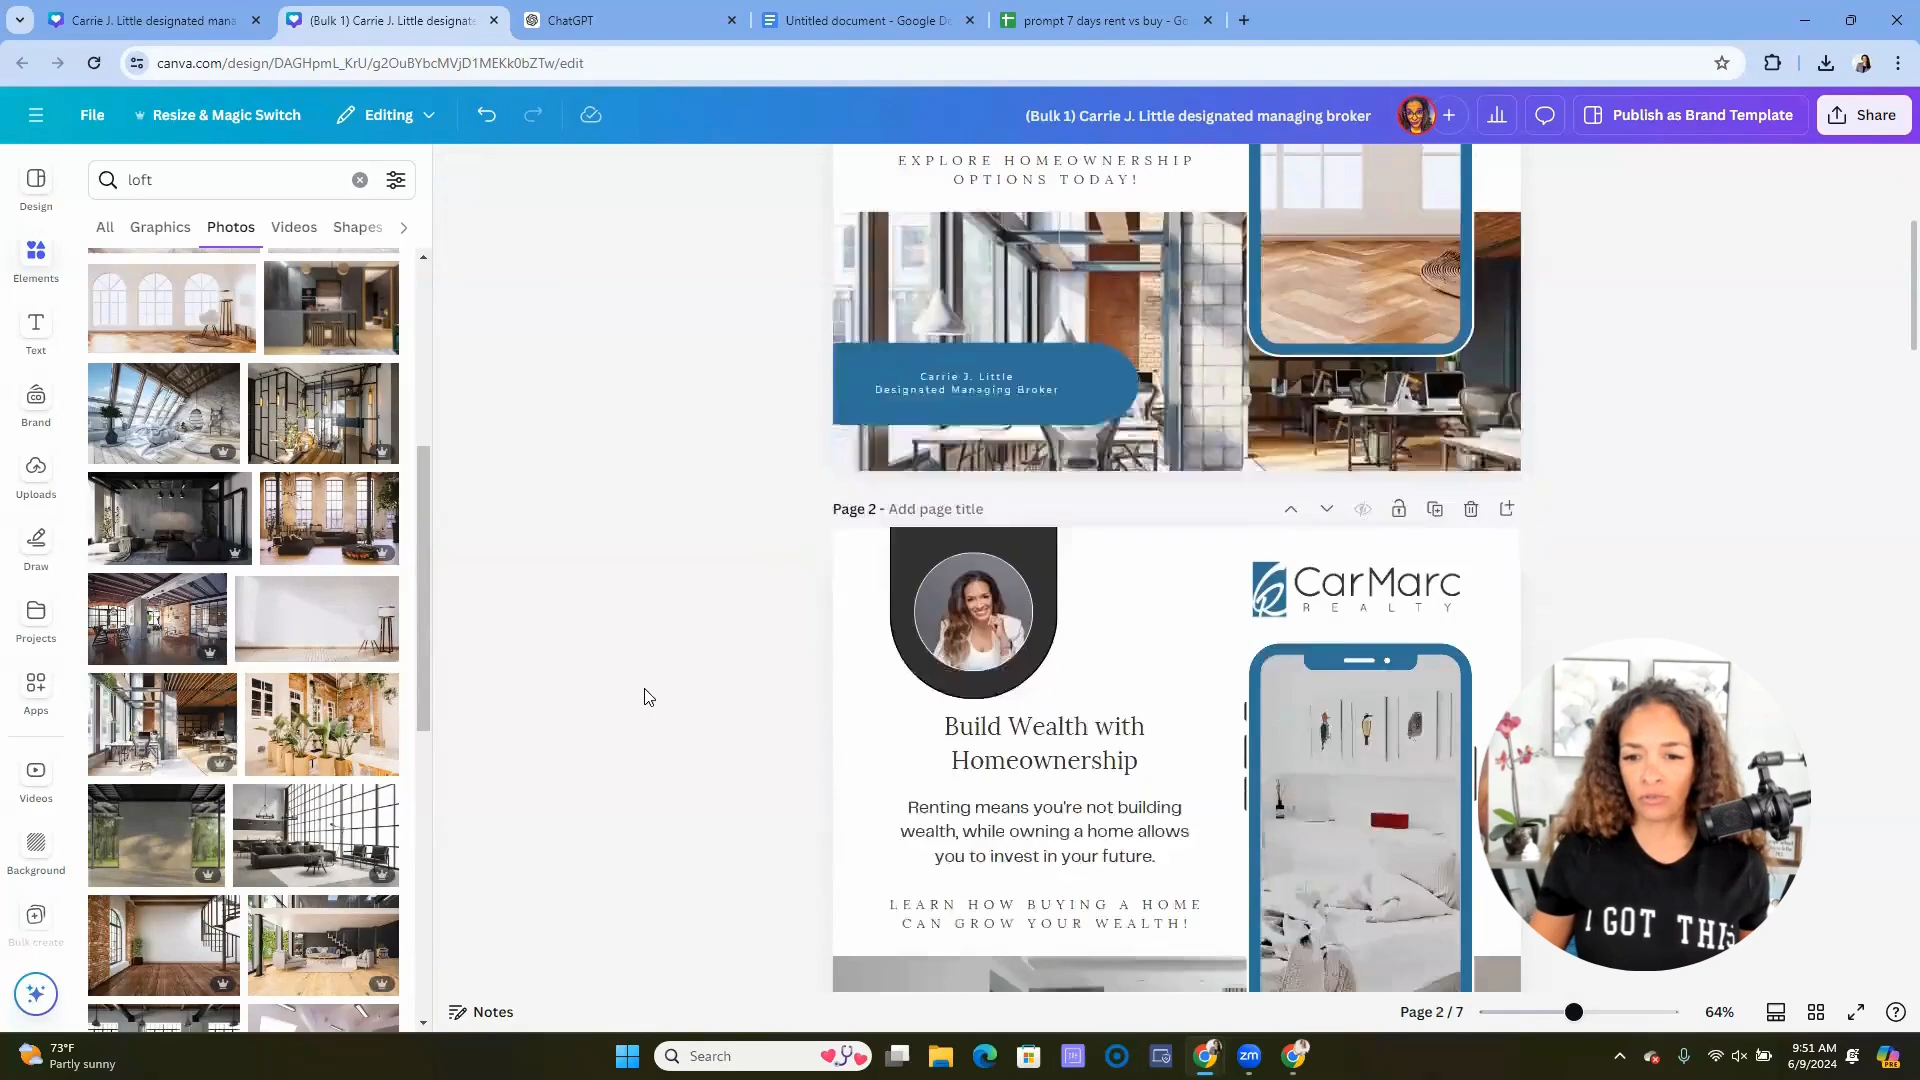 Carrie J. Little designated mana
(Bulk 1) Carrie J. Little designate
ChatGPT
Untitled document - Google Do
prompt 7 days rent vs buy - Go
canva.com/design/DAGHpmL_KrU/g2OuBYbcMVjD1MEKk0bZTw/edit
File
Resize & Magic Switch
Editing
(Bulk 1) Carrie J. Little designated managing broker
Publish as Brand Template
Share
Design
Elements
Text
Brand
Uploads
Draw
Projects
Apps
Videos
Background
Bulk create
loft
All
Graphics
Photos
Videos
Shapes
EXPLORE HOMEOWNERSHIP
OPTIONS TODAY!
Carrie J. Little
Designated Managing Broker
Page 2 - Add page title
CarMarc
REALTY
Build Wealth with
Homeownership
Renting means you're not building
wealth, while owning a home allows
you to invest in your future.
LEARN HOW BUYING A HOME
CAN GROW YOUR WEALTH!
I GOT THIS
Notes
Page 2 / 7
64%
73°F
Partly sunny
Search
zm
PRE
9:51 AM
6/9/2024